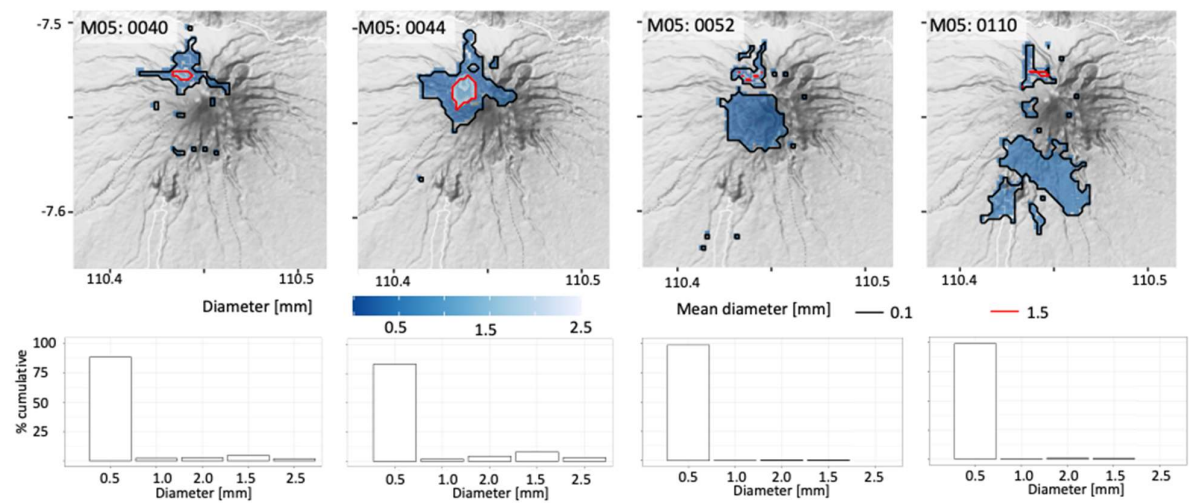 -7.5
M05: 0040
M05: 0044
M05: 0052
M05: 0110
-7.6
110.4 110.5
110.4 110.5
110.4 110.5
110.4 110.5
Diameter [mm]
0.5 1.5 2.5
Mean diameter [mm] 0.1 1.5
% cumulative
100
75
50
25
0.5 1.0 2.0 1.5 2.5
Diameter [mm]
0.5 1.0 2.0 1.5 2.5
Diameter [mm]
0.5 1.0 2.0 1.5 2.5
Diameter [mm]
0.5 1.0 2.0 1.5 2.5
Diameter [mm]